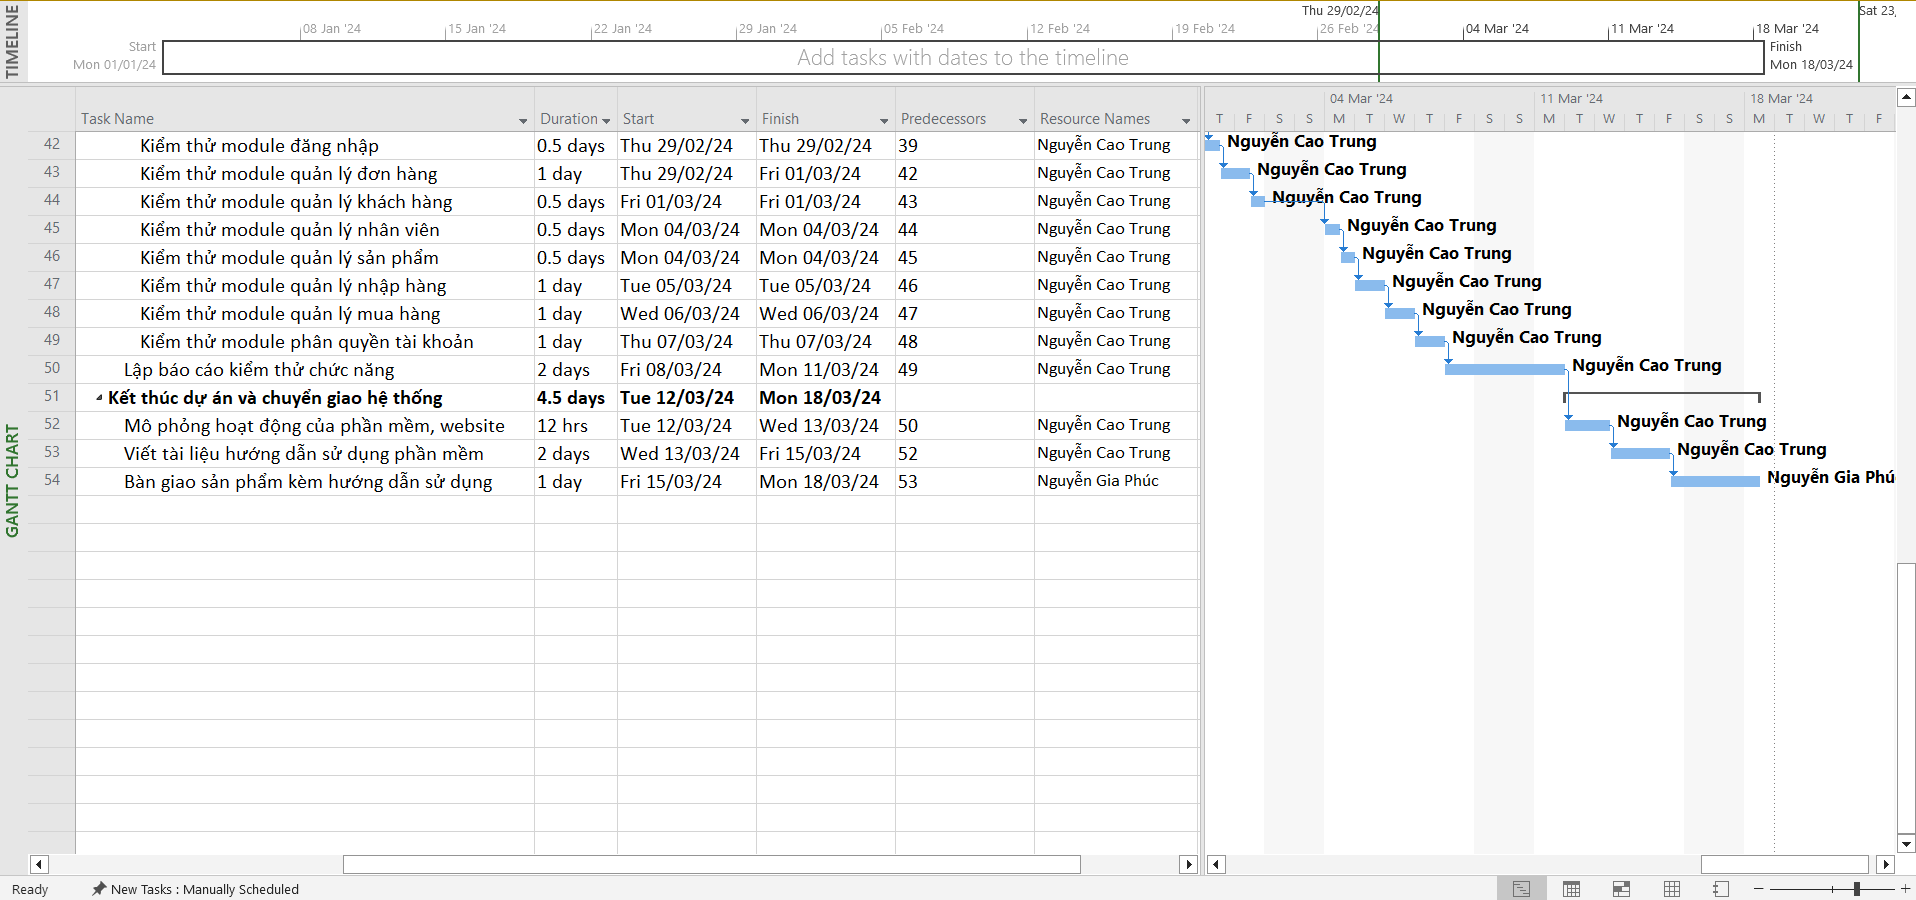 TIMELINE
Thu 29/02/24
Sat 23,
08 Jan '24 15 Jan '24 22 Jan '24 29 Jan '24 05 Feb '24 12 Feb '24 19 Feb '24 26 Feb '24 04 Mar '24 11 Mar '24 18 Mar '24
Start
Mon 01/01/24
Add tasks with dates to the timeline
Finish
Mon 18/03/24
GANTT CHART
Task Name Duration Start Finish Predecessors Resource Names
42 Kiểm thử module đăng nhập 0.5 days Thu 29/02/24 Thu 29/02/24 39 Nguyễn Cao Trung
43 Kiểm thử module quản lý đơn hàng 1 day Thu 29/02/24 Fri 01/03/24 42 Nguyễn Cao Trung
44 Kiểm thử module quản lý khách hàng 0.5 days Fri 01/03/24 Fri 01/03/24 43 Nguyễn Cao Trung
45 Kiểm thử module quản lý nhân viên 0.5 days Mon 04/03/24 Mon 04/03/24 44 Nguyễn Cao Trung
46 Kiểm thử module quản lý sản phẩm 0.5 days Mon 04/03/24 Mon 04/03/24 45 Nguyễn Cao Trung
47 Kiểm thử module quản lý nhập hàng 1 day Tue 05/03/24 Tue 05/03/24 46 Nguyễn Cao Trung
48 Kiểm thử module quản lý mua hàng 1 day Wed 06/03/24 Wed 06/03/24 47 Nguyễn Cao Trung
49 Kiểm thử module phân quyền tài khoản 1 day Thu 07/03/24 Thu 07/03/24 48 Nguyễn Cao Trung
50 Lập báo cáo kiểm thử chức năng 2 days Fri 08/03/24 Mon 11/03/24 49 Nguyễn Cao Trung
51 Kết thúc dự án và chuyển giao hệ thống 4.5 days Tue 12/03/24 Mon 18/03/24
52 Mô phỏng hoạt động của phần mềm, website 12 hrs Tue 12/03/24 Wed 13/03/24 50 Nguyễn Cao Trung
53 Viết tài liệu hướng dẫn sử dụng phần mềm 2 days Wed 13/03/24 Fri 15/03/24 52 Nguyễn Cao Trung
54 Bàn giao sản phẩm kèm hướng dẫn sử dụng 1 day Fri 15/03/24 Mon 18/03/24 53 Nguyễn Gia Phúc
04 Mar '24 11 Mar '24 18 Mar '24
T F S S M T W T F S S M T W T F S S M T W T F
Nguyễn Cao Trung
Nguyễn Cao Trung
Nguyễn Cao Trung
Nguyễn Cao Trung
Nguyễn Cao Trung
Nguyễn Cao Trung
Nguyễn Cao Trung
Nguyễn Cao Trung
Nguyễn Cao Trung
Nguyễn Cao Trung
Nguyễn Cao Trung
Nguyễn Gia Phú
Ready New Tasks : Manually Scheduled